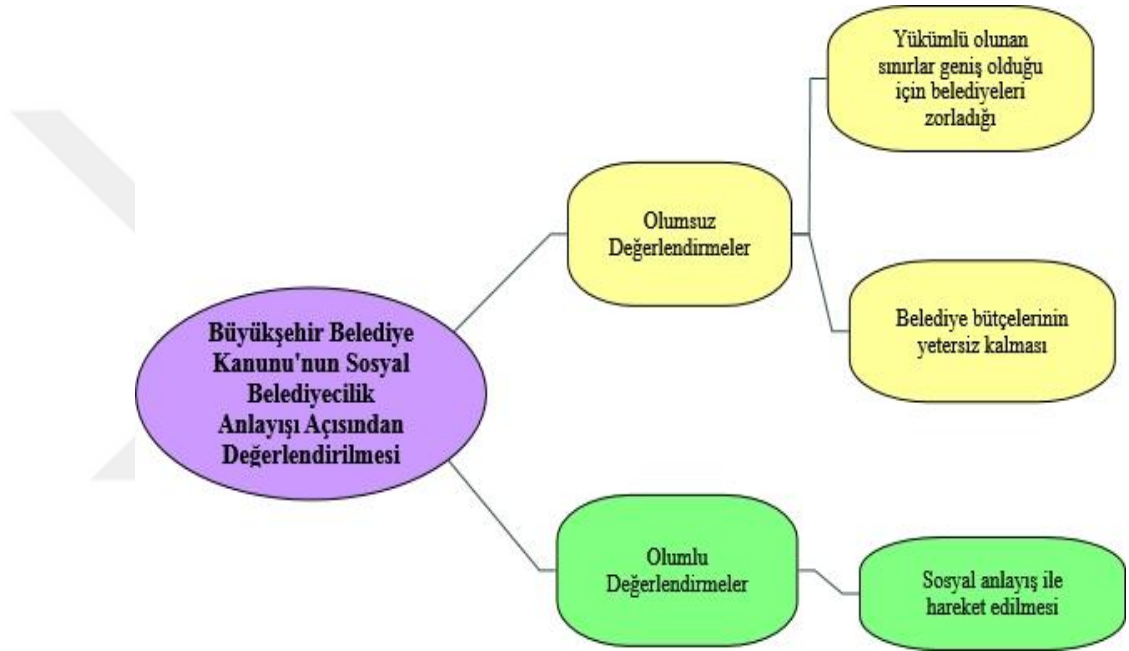 Büyükşehir Belediye
Kanunu'nun Sosyal
Belediyecilik
Anlayışı Açısından
Değerlendirilmesi
Olumsuz
Değerlendirmeler
Yükümlü olunan
sınırlar geniş olduğu
için belediyeleri
zorladığı
Belediye bütçelerinin
yetersiz kalması
Olumlu
Değerlendirmeler
Sosyal anlayış ile
hareket edilmesi